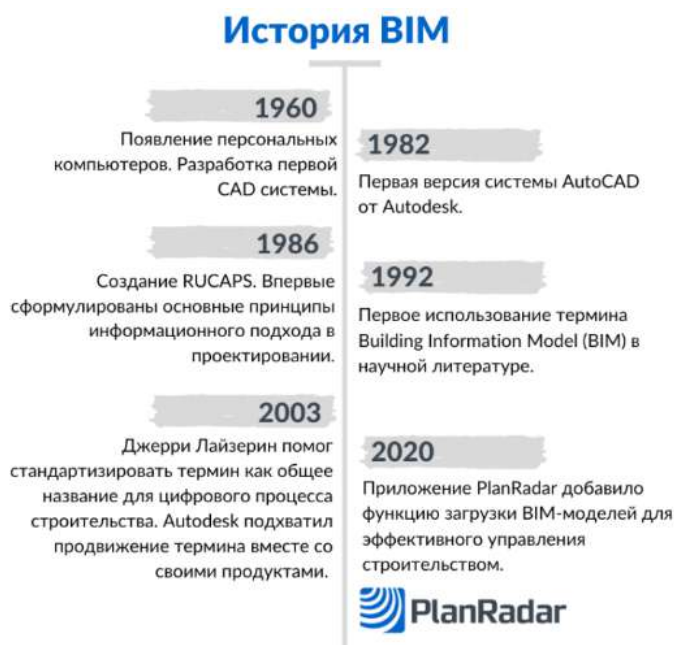 История BIM
1960
Появление персональных
компьютеров. Разработка первой
CAD системы.
1982
Первая версия системы AutoCAD
от Autodesk.
1986
Создание RUCAPS. Впервые
сформулированы основные принципы
информационного подхода в
проектировании.
1992
Первое использование термина
Building Information Model (BIM) в
научной литературе.
2003
Джерри Лайзерин помог
стандартизировать термин как общее
название для цифрового процесса
строительства. Autodesk подхватил
продвижение термина вместе со
своими продуктами.
2020
Приложение PlanRadar добавило
функцию загрузки BIM-моделей для
эффективного управления
строительством.
PlanRadar